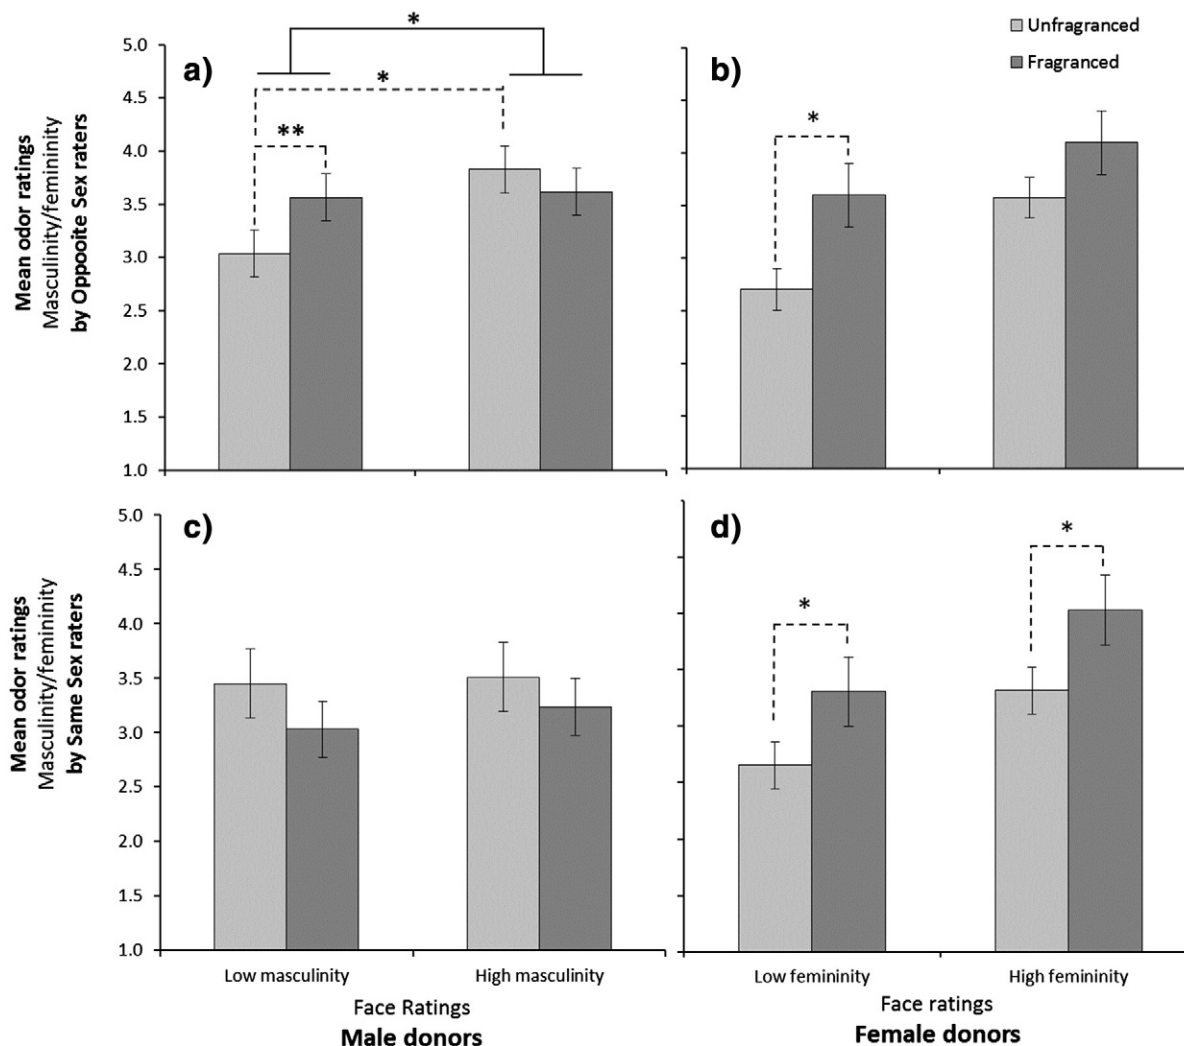 Unfragranced
Fragranced
Mean odor ratings
Masculinity/femininity
by Oppooite Sex raters
5.0
4.5
4.0
3.5
3.0
2.5
2.0
1.5
1.0
a)
*
*
**
b)
*
Mean odor ratings
Masculinity/femininity
by Same Sex raters
5.0
4.5
4.0
3.5
3.0
2.5
2.0
1.5
1.0
c)
d)
*
*
Low masculinity
High masculinity
Face Ratings
Male donors
Low femininity
High femininity
Face ratings
Female donors